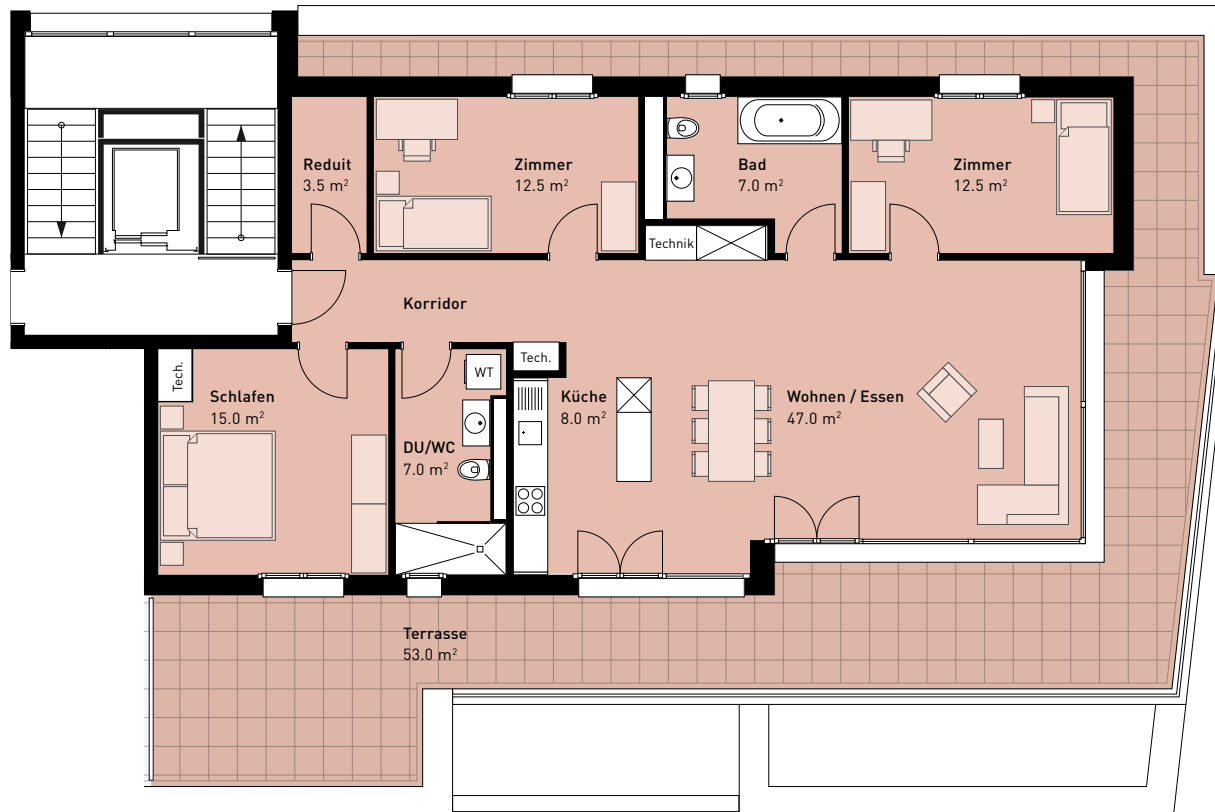 Reduit
3.5 m²
Zimmer
12.5 m²
Bad
7.0 m²
Zimmer
12.5 m²
Technik
Korridor
Tech.
Schlafen
15.0 m²
WT
DU/WC
7.0 m²
Tech.
Küche
8.0 m²
Wohnen / Essen
47.0 m²
Terrasse
53.0 m²